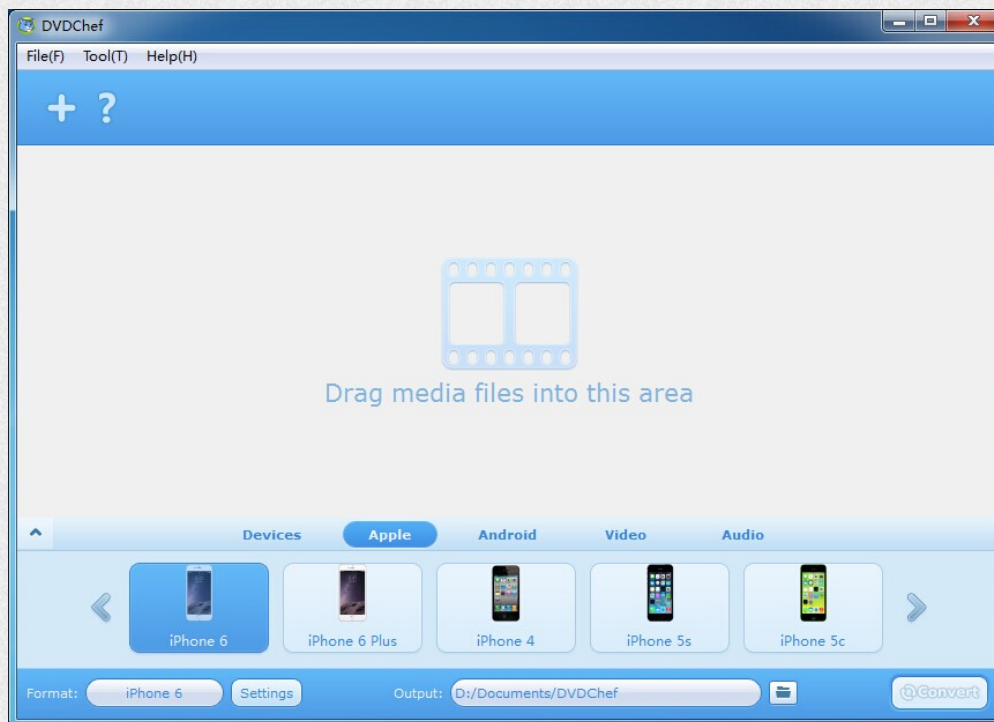 DVDChef
File(F) Tool(T) Help(H)
Drag media files into this area
Devices Apple Android Video Audio
iPhone 6 iPhone 6 Plus iPhone 4 iPhone 5s iPhone 5c
Format: iPhone 6 Settings Output: D:/Documents/DVDChef Convert